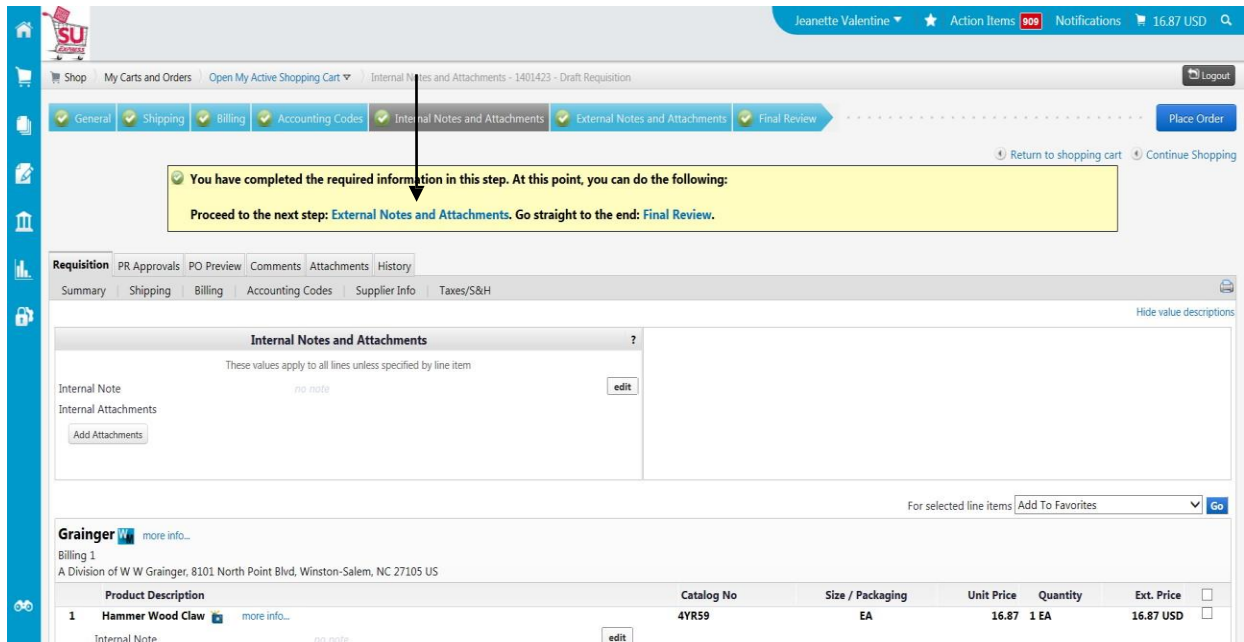 Jeanette Valentine Action Items 909 Notifications 16.87 USD
SU
EXPRESS
Shop My Carts and Orders Open My Active Shopping Cart Internal Notes and Attachments - 1401423 - Draft Requisition Logout
General Shipping Billing Accounting Codes Internal Notes and Attachments External Notes and Attachments Final Review Place Order
Return to shopping cart Continue Shopping
You have completed the required information in this step. At this point, you can do the following:
Proceed to the next step: External Notes and Attachments. Go straight to the end: Final Review.
Requisition PR Approvals PO Preview Comments Attachments History
Summary Shipping Billing Accounting Codes Supplier Info Taxes/S&H
Hide value descriptions
Internal Notes and Attachments ?
These values apply to all lines unless specified by line item
Internal Note no note edit
Internal Attachments
Add Attachments
For selected line items Add To Favorites Go
Grainger W more info...
Billing 1
A Division of W W Grainger, 8101 North Point Blvd, Winston-Salem, NC 27105 US
Product Description Catalog No Size / Packaging Unit Price Quantity Ext. Price
1 Hammer Wood Claw more info... 4YR59 EA 16.87 1 EA 16.87 USD
Internal Note no note edit